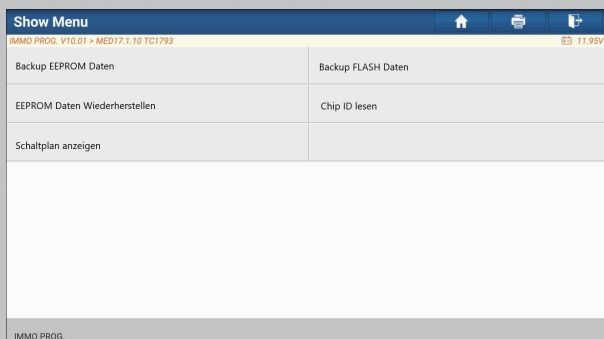 Show Menu
IMMO PROG. V10.01 > MED17.1.10 TC1793
11.95V
Backup EEPROM Daten
Backup FLASH Daten
EEPROM Daten Wiederherstellen
Chip ID lesen
Schaltplan anzeigen
IMMO PROG.